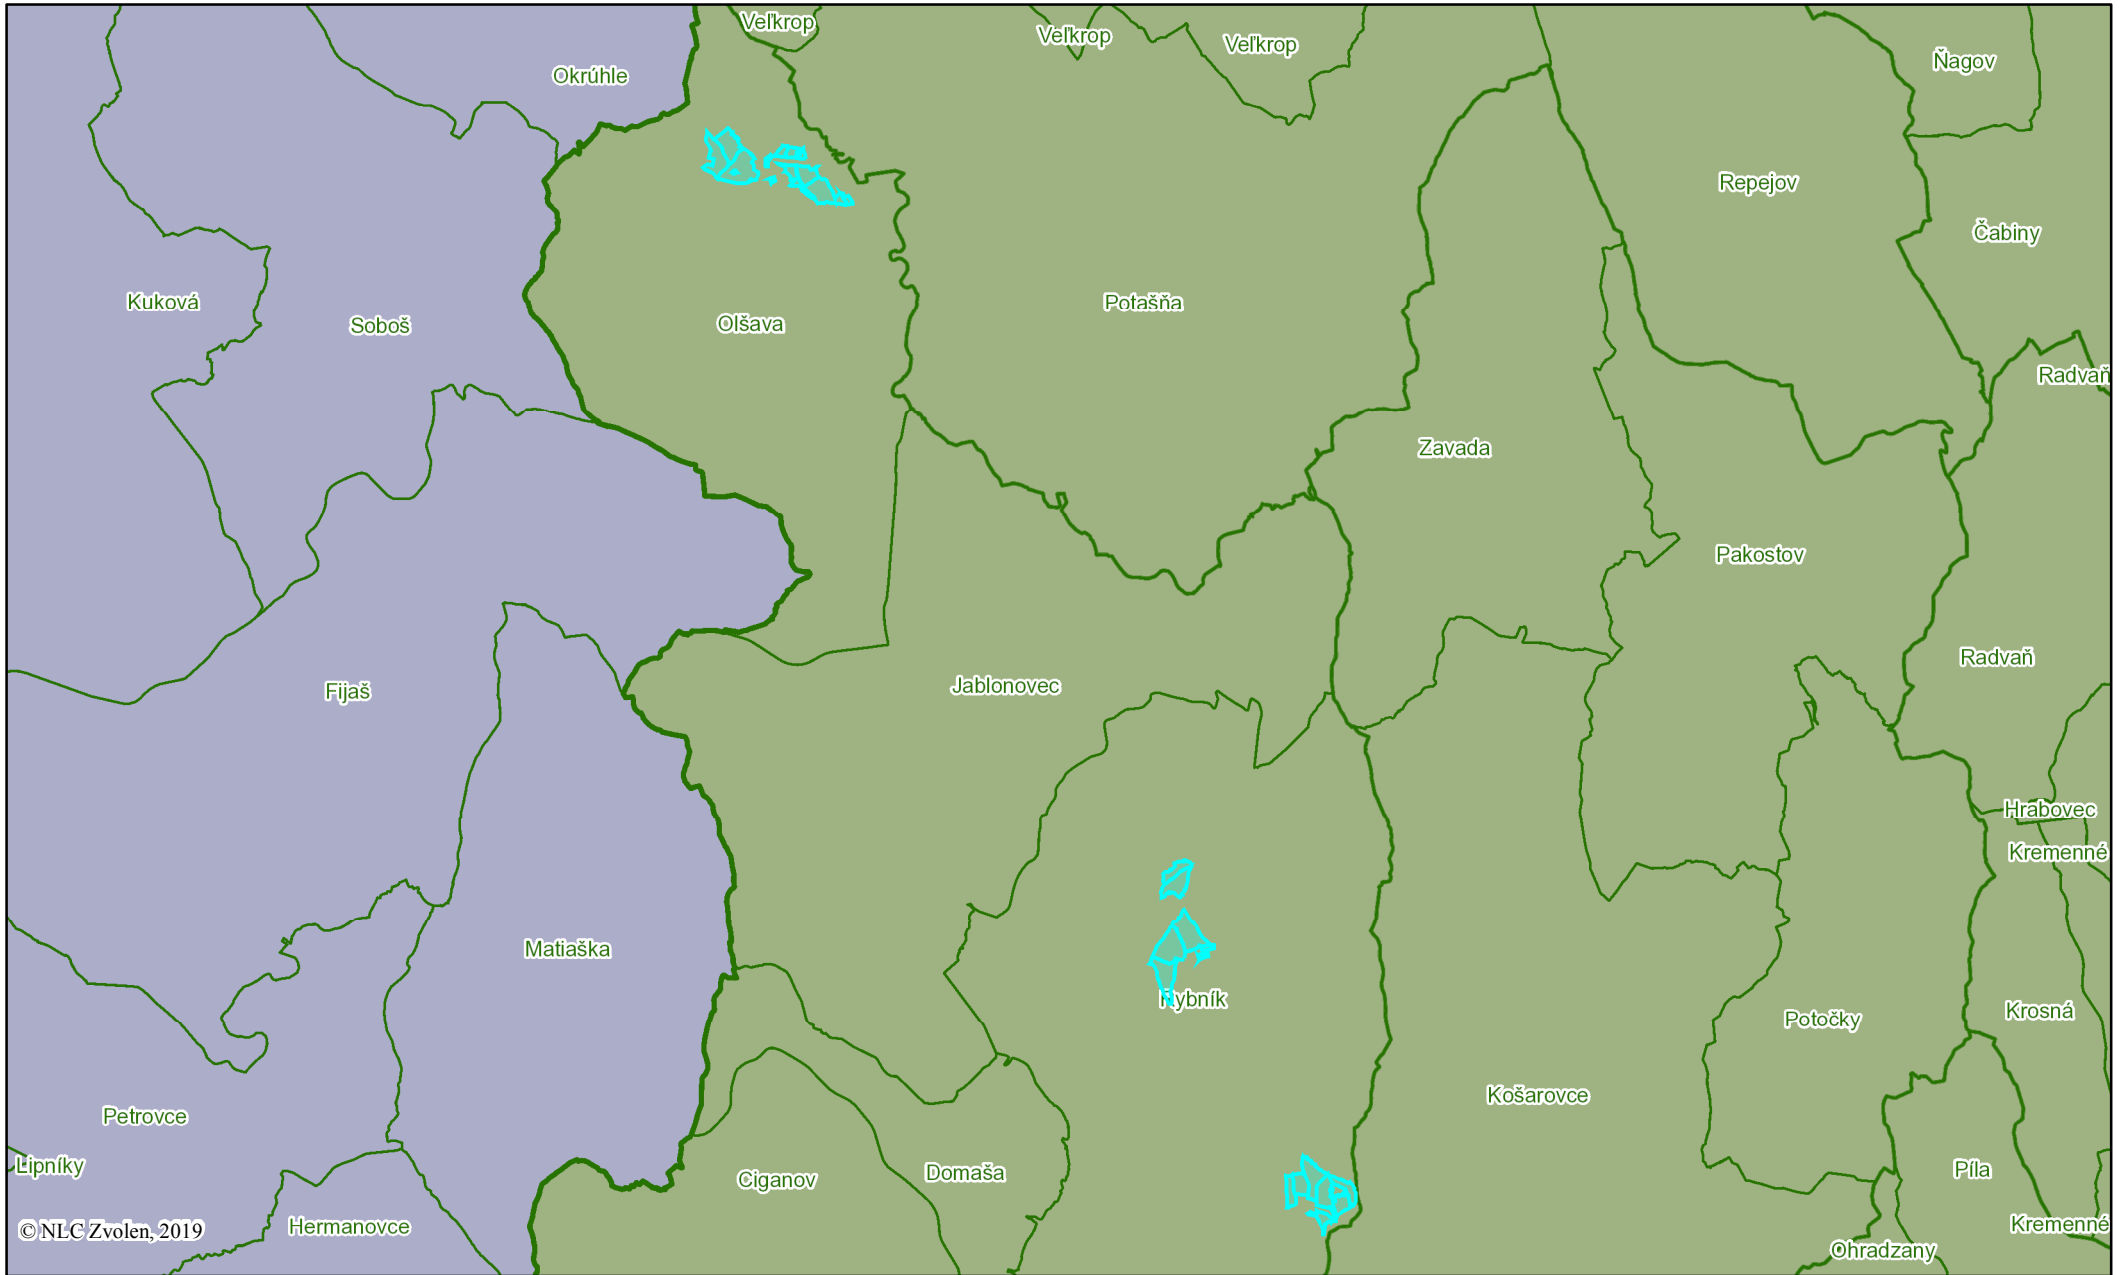 Veľkrop
Veľkrop
Veľkrop
Okrúhle
Ňagov
Repejov
Čabiny
Kuková
Soboš
Olšava
Potašňa
Radvaň
Zavada
Pakostov
Radvaň
Fijaš
Jablonovec
Hrabovec
Kremenné
Matiaška
Rybník
Potočky
Krosná
Košarovce
Petrovce
Lipníky
Ciganov
Domaša
Píla
Hermanovce
Kremenné
© NLC Zvolen, 2019
Ohradzany